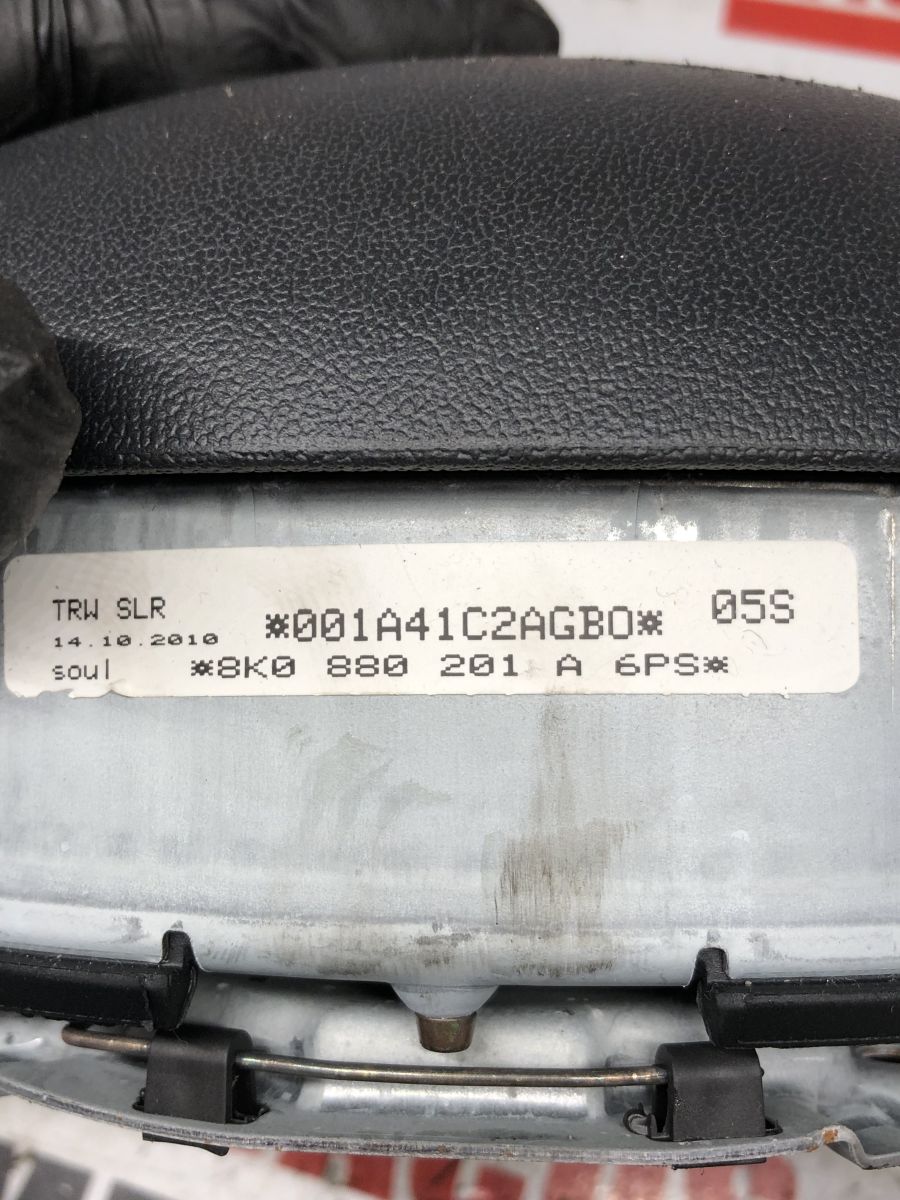 TRW SLR
*001A41C2AGBO*
05S
14.10.2010
soul
*8K0 880 201 A 6PS*